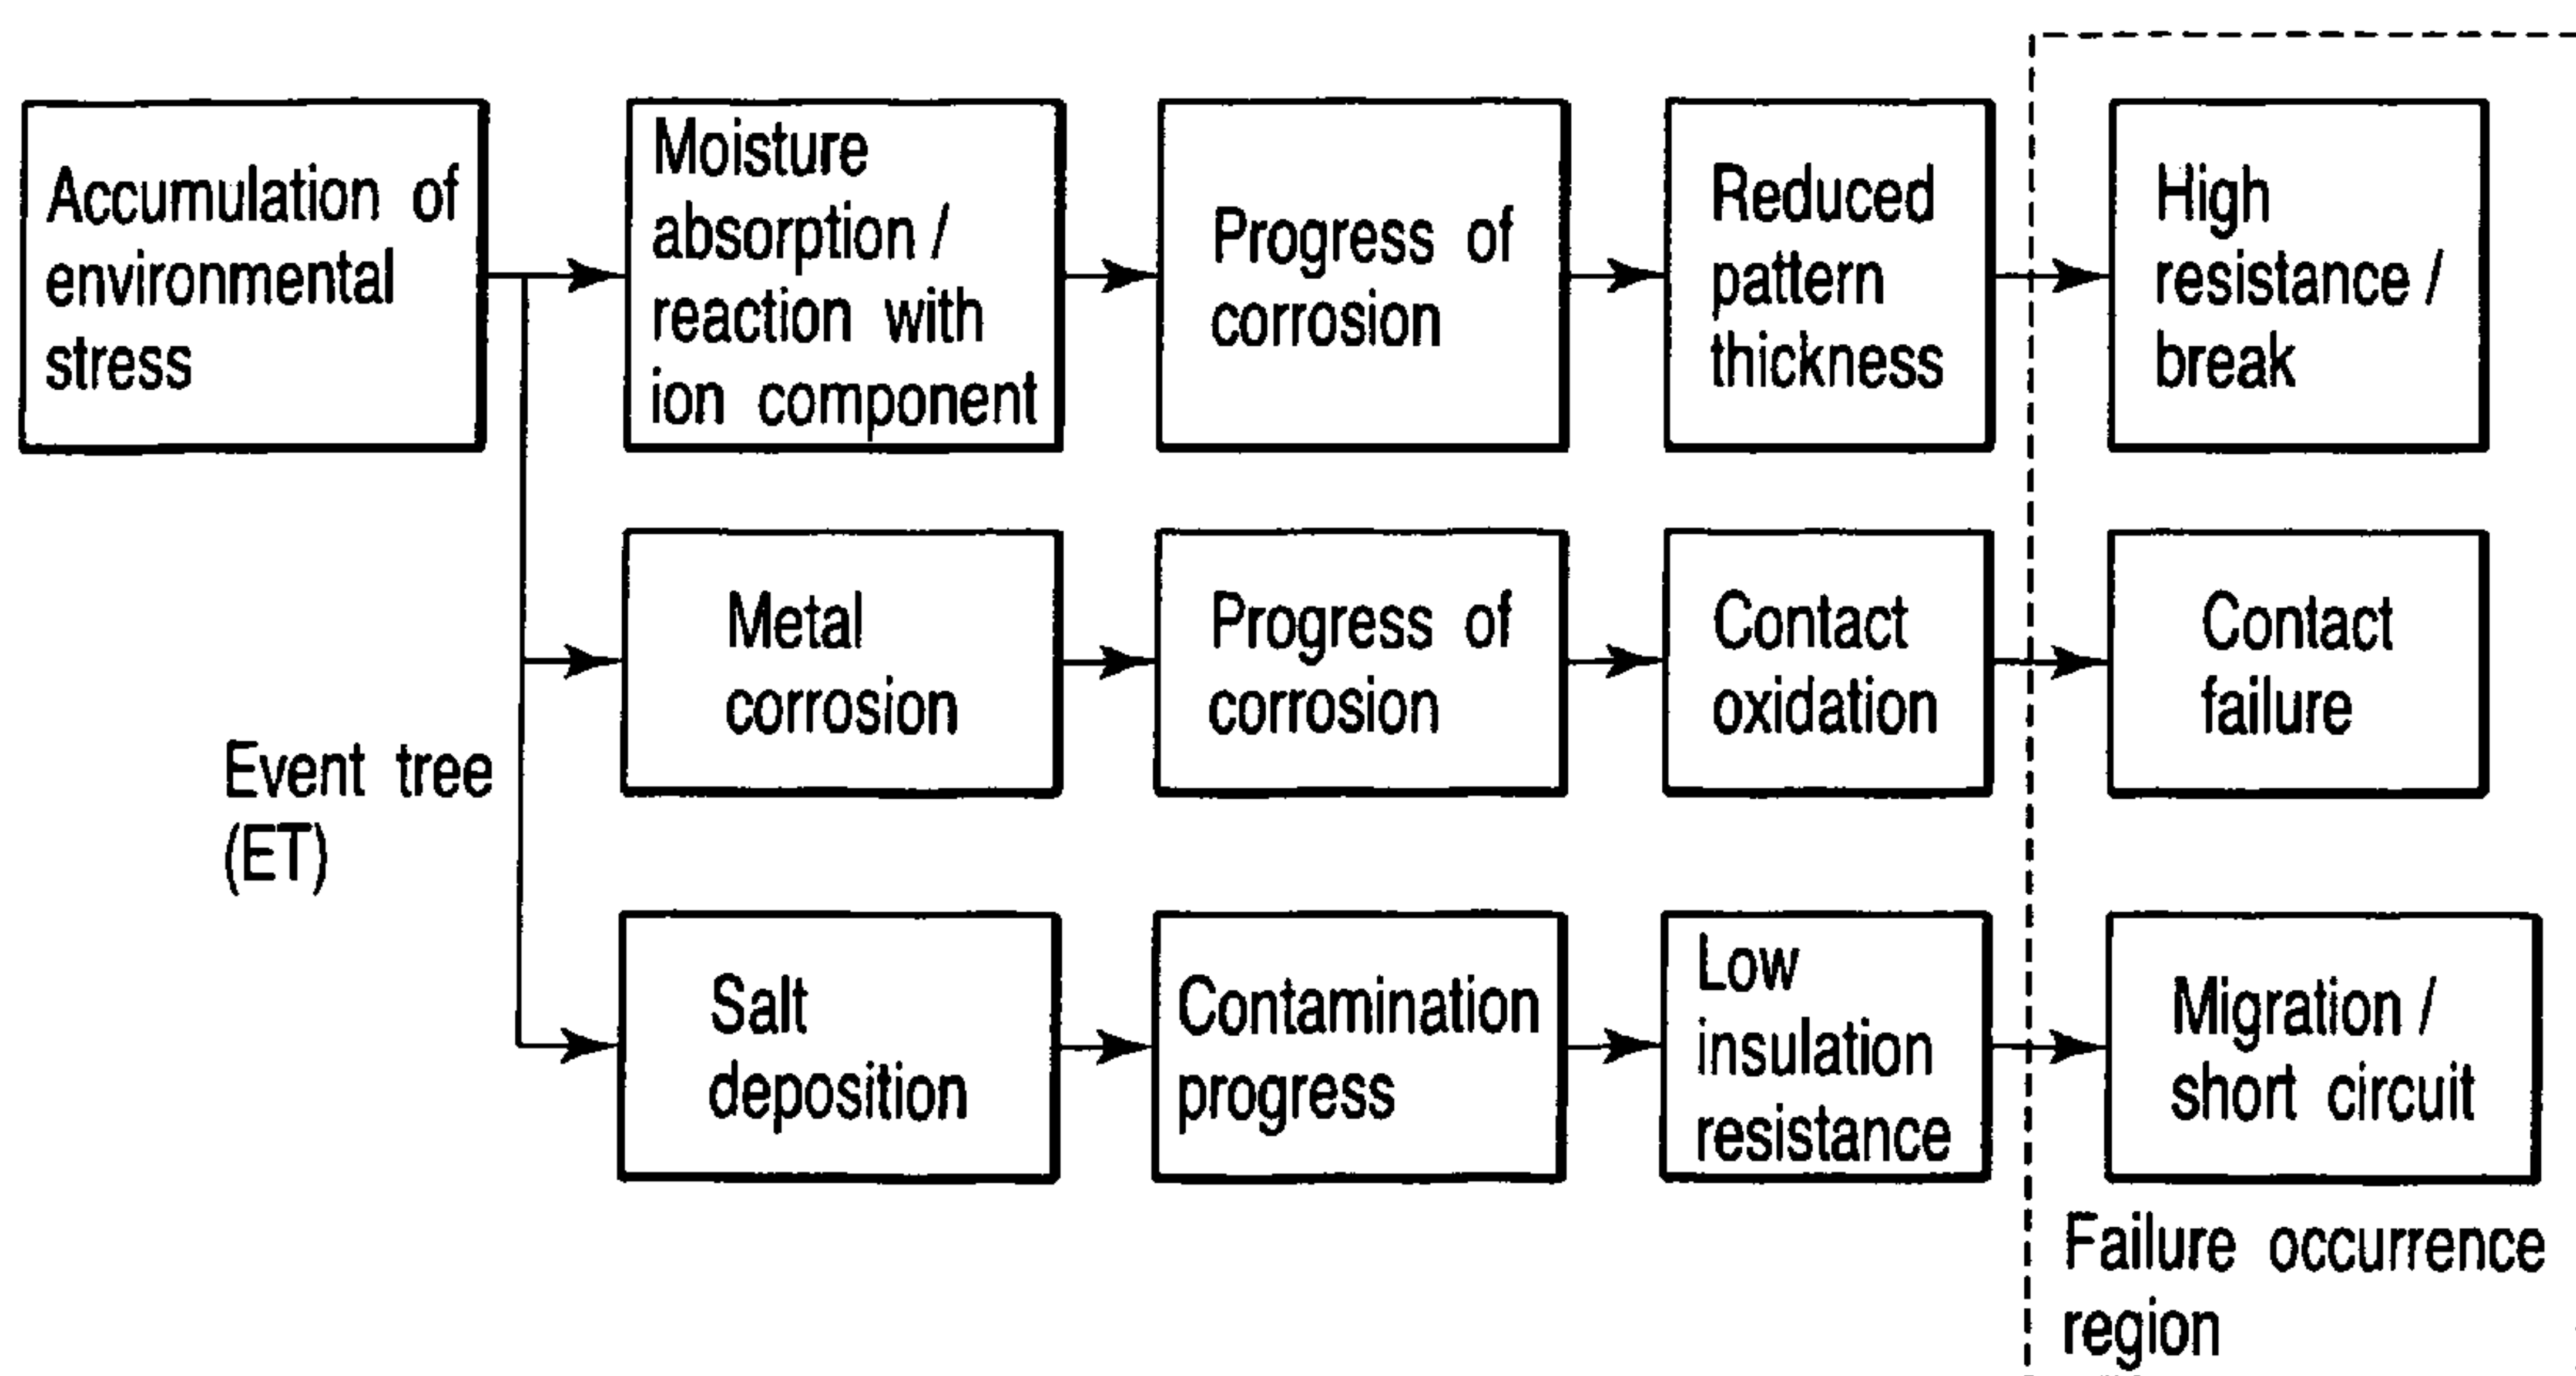 Accumulation of
environmental
stress
Moisture
absorption /
reaction with
ion component
Progress of
corrosion
Reduced
pattern
thickness
High
resistance /
break
Metal
corrosion
Progress of
corrosion
Contact
oxidation
Contact
failure
Event tree
(ET)
Salt
deposition
Contamination
progress
Low
insulation
resistance
Migration /
short circuit
Failure occurrence
region